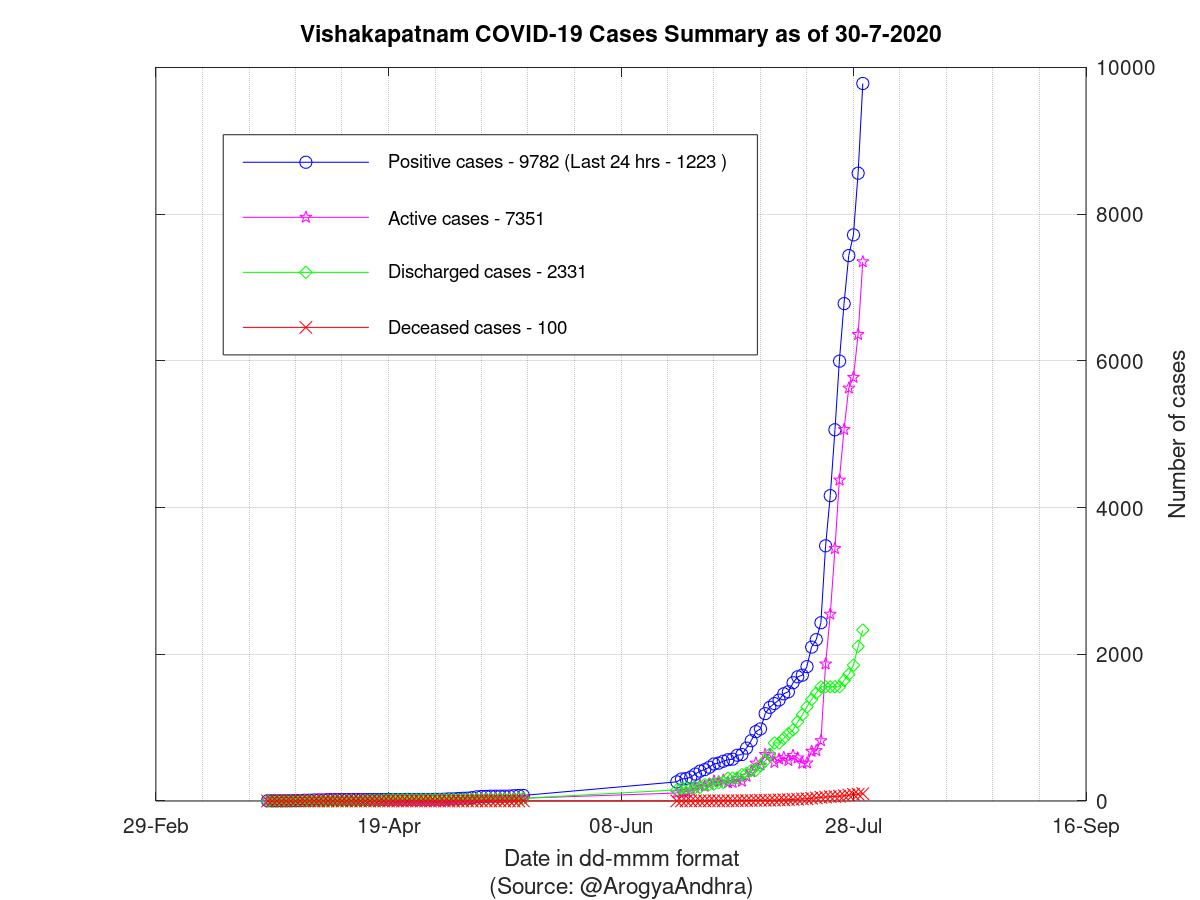 Vishakapatnam COVID-19 Cases Summary as of 30-7-2020
10000
Positive cases - 9782 (Last 24 hrs - 1223 )
8000
Active cases - 7351
Discharged cases - 2331
Deceased cases - 100
6000
Number of cases
4000
2000
0
29-Feb 19-Apr 08-Jun 28-Jul 16-Sep
Date in dd-mmm format
(Source: @ArogyaAndhra)